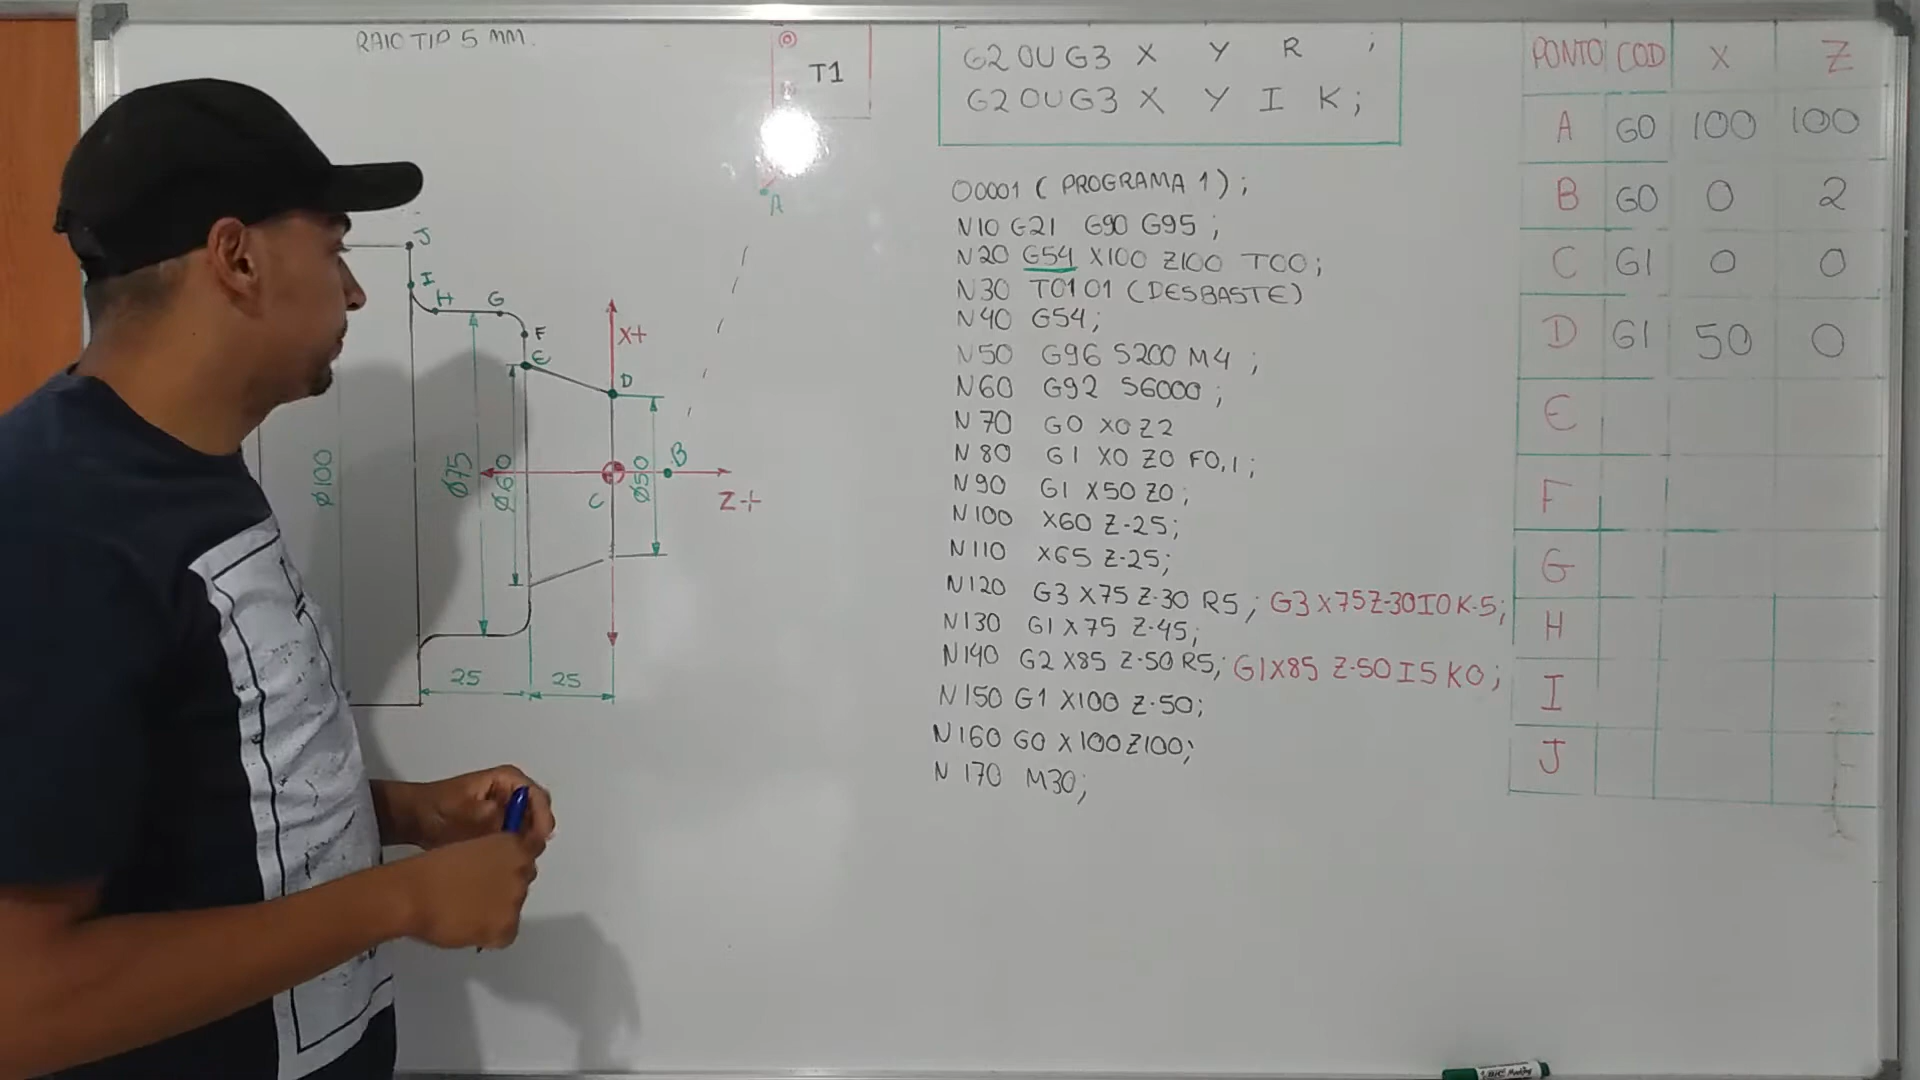 RAIO TIP 5 MM.
T1
A
J
I
H
G
F
E
D
X+
B
C
Z+
Ø100
Ø75
Ø60
Ø50
25
25
G2 OU G3 X Y R ;
G2 OU G3 X Y I K;
O0001 ( PROGRAMA 1 ) ;
N10 G21 G90 G95 ;
N20 G54 X100 Z100 T00;
N30 T0101 (DESBASTE)
N40 G54;
N50 G96 S200 M4 ;
N60 G92 S6000 ;
N70 G0 X0 Z2
N80 G1 X0 Z0 F0,1;
N90 G1 X50 Z0;
N100 X60 Z-25;
N110 X65 Z-25;
N120 G3 X75 Z-30 R5 ; G3 X75 Z-30 I0 K-5;
N130 G1 X75 Z-45;
N140 G2 X85 Z-50 R5; G1X85 Z-50 I5 K0;
N150 G1 X100 Z-50;
N160 G0 X100 Z100;
N170 M30;
PONTO COD X Z
A G0 100 100
B G0 0 2
C G1 0 0
D G1 50 0
E
F
G
H
I
J